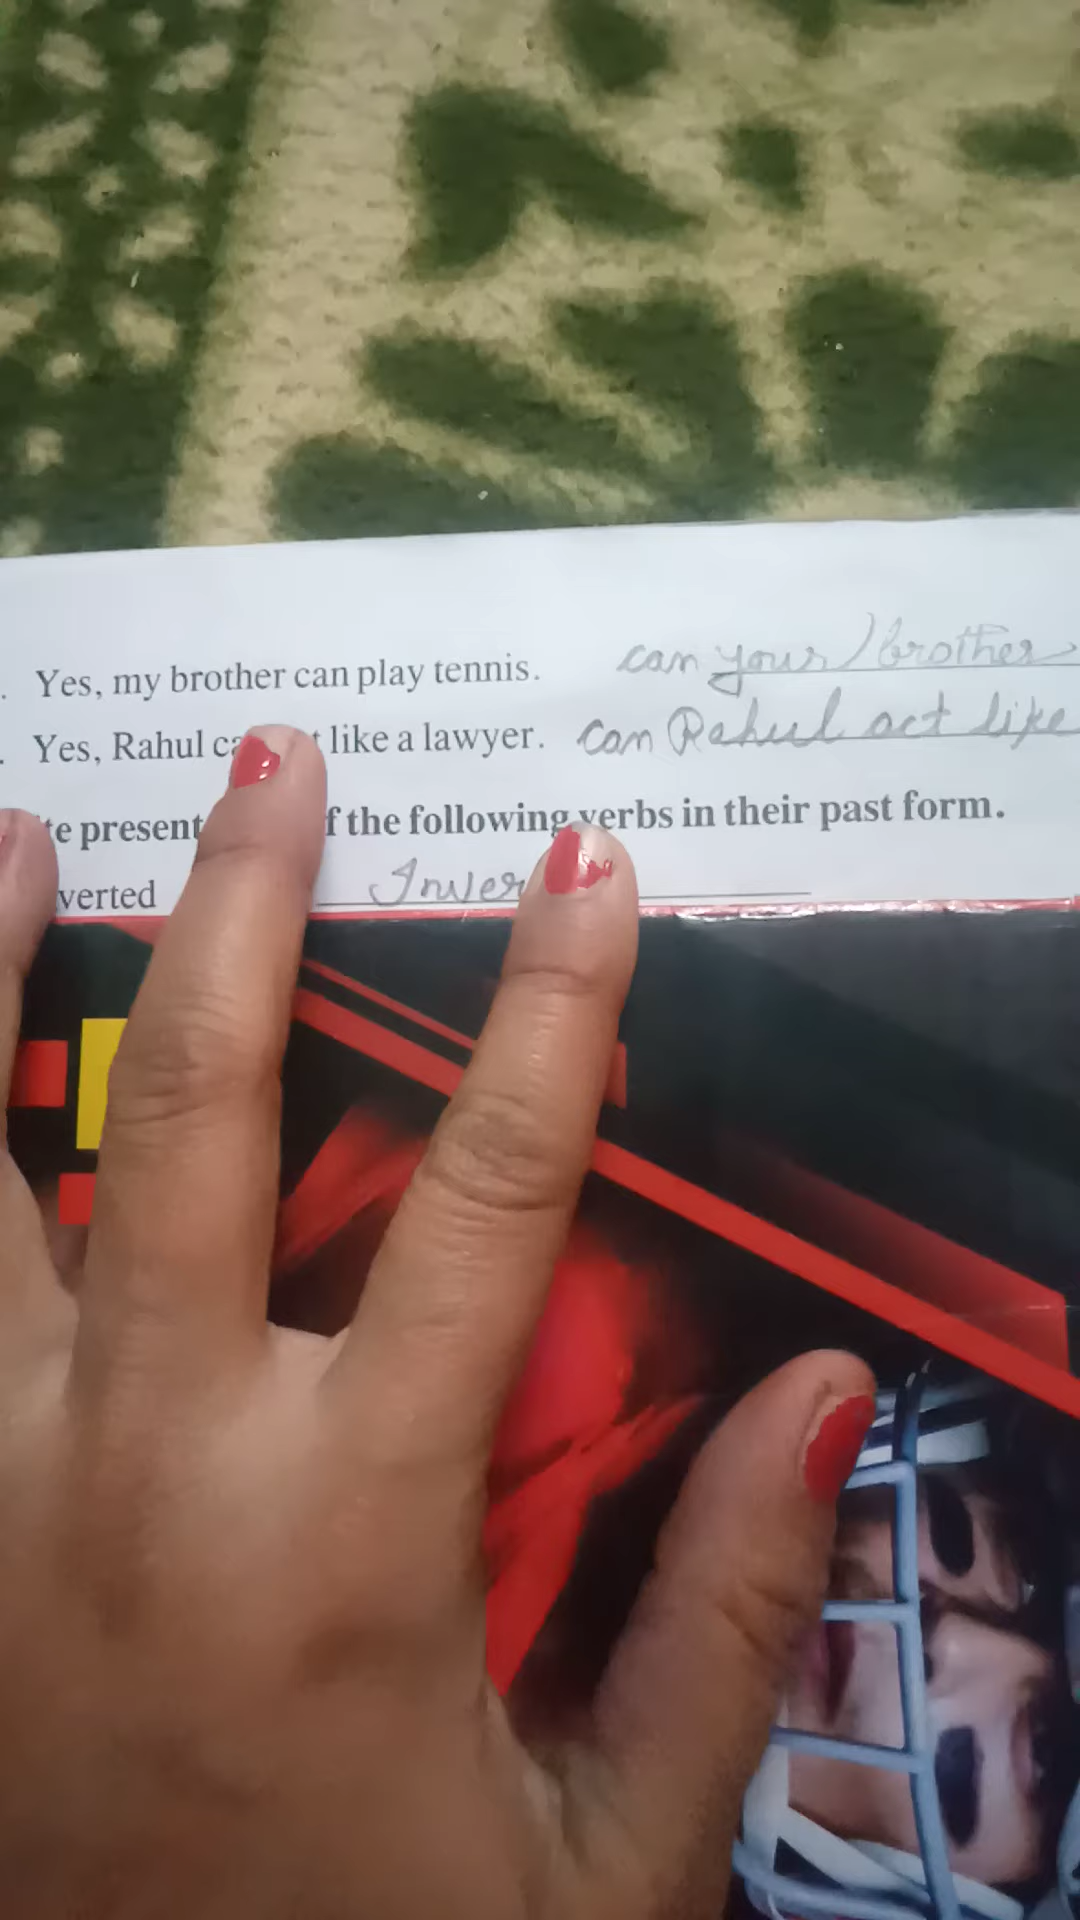 . Yes, my brother can play tennis. can your / brother
. Yes, Rahul like a lawyer. can Rahul act like
present the following verbs in their past form.
verted